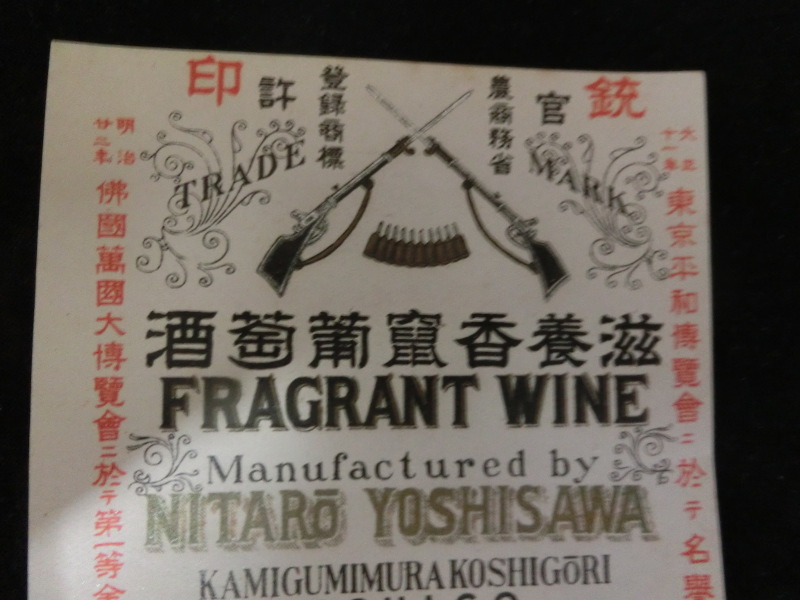 銃印
官許
農商務省
登録商標
TRADE MARK
大正十一年
東京平和博覽會ニ於テ名譽
明治廿三年
佛國萬國大博覽會ニ於テ第一等金
滋養香竄葡萄酒
FRAGRANT WINE
Manufactured by
NITARō YOSHISAWA
KAMIGUMIMURA KOSHIGōRI